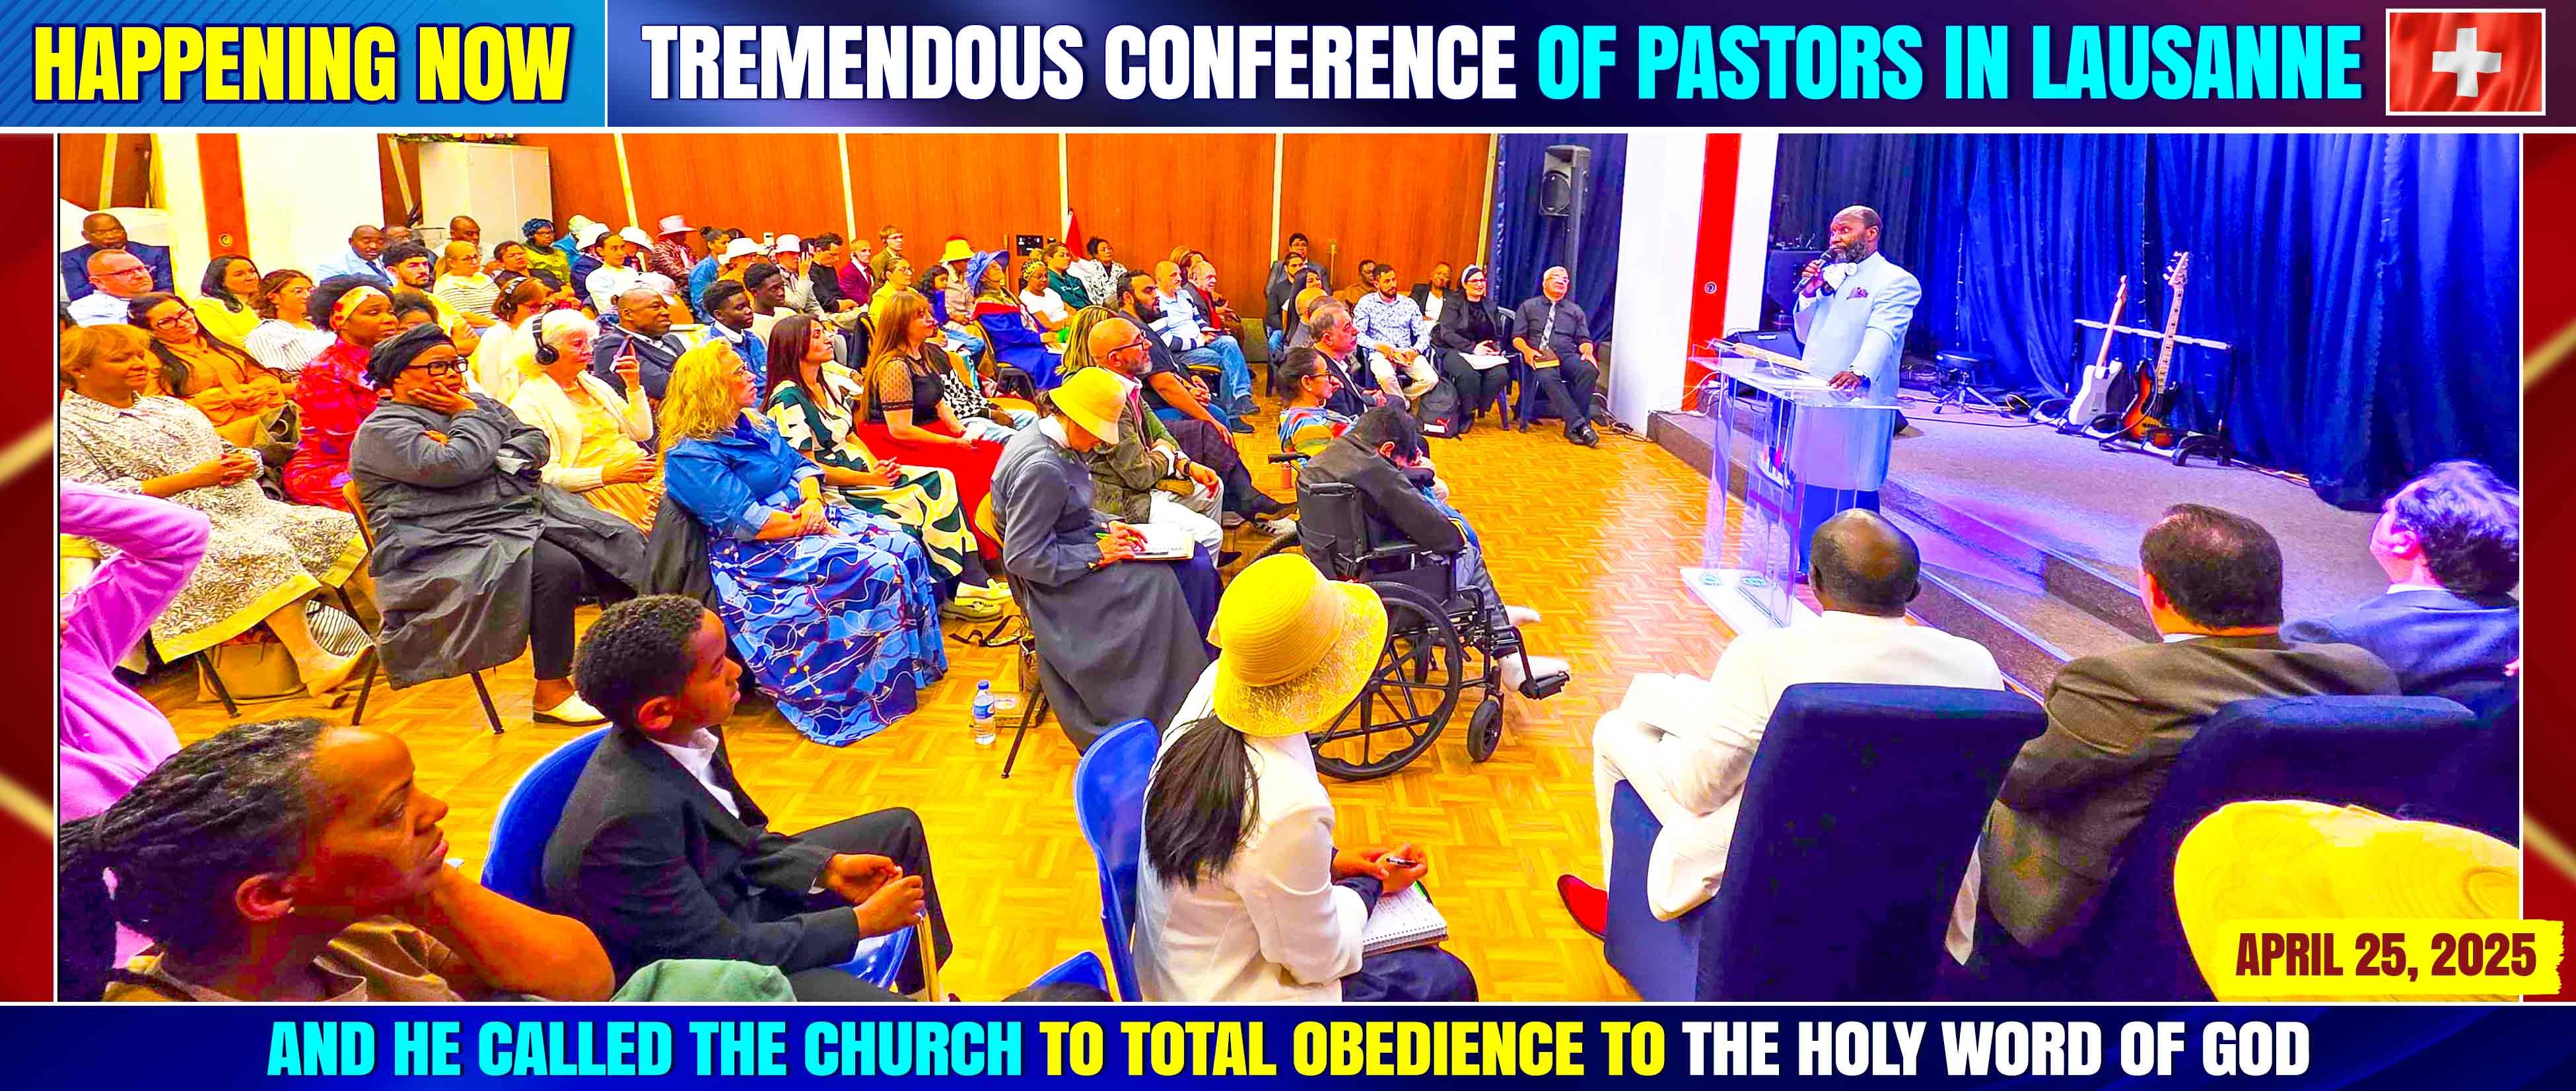 HAPPENING NOW
TREMENDOUS CONFERENCE OF PASTORS IN LAUSANNE
APRIL 25, 2025
AND HE CALLED THE CHURCH TO TOTAL OBEDIENCE TO THE HOLY WORD OF GOD